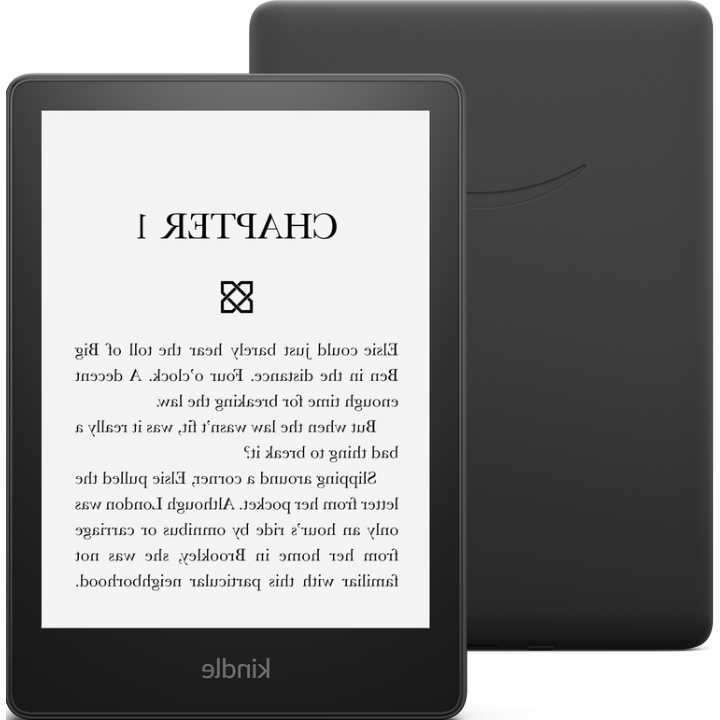 CHAPTER 1
Elsie could just barely hear the toll of Big
Ben in the distance. Four o'clock. A decent
enough time for breaking the law.
But when the law wasn't fit, was it really a
bad thing to break it?
Slipping around a corner, Elsie pulled the
letter from her pocket. Although London was
only an hour's ride by omnibus or carriage
from her home in Brookley, she was not
familiar with this particular neighborhood.
kindle